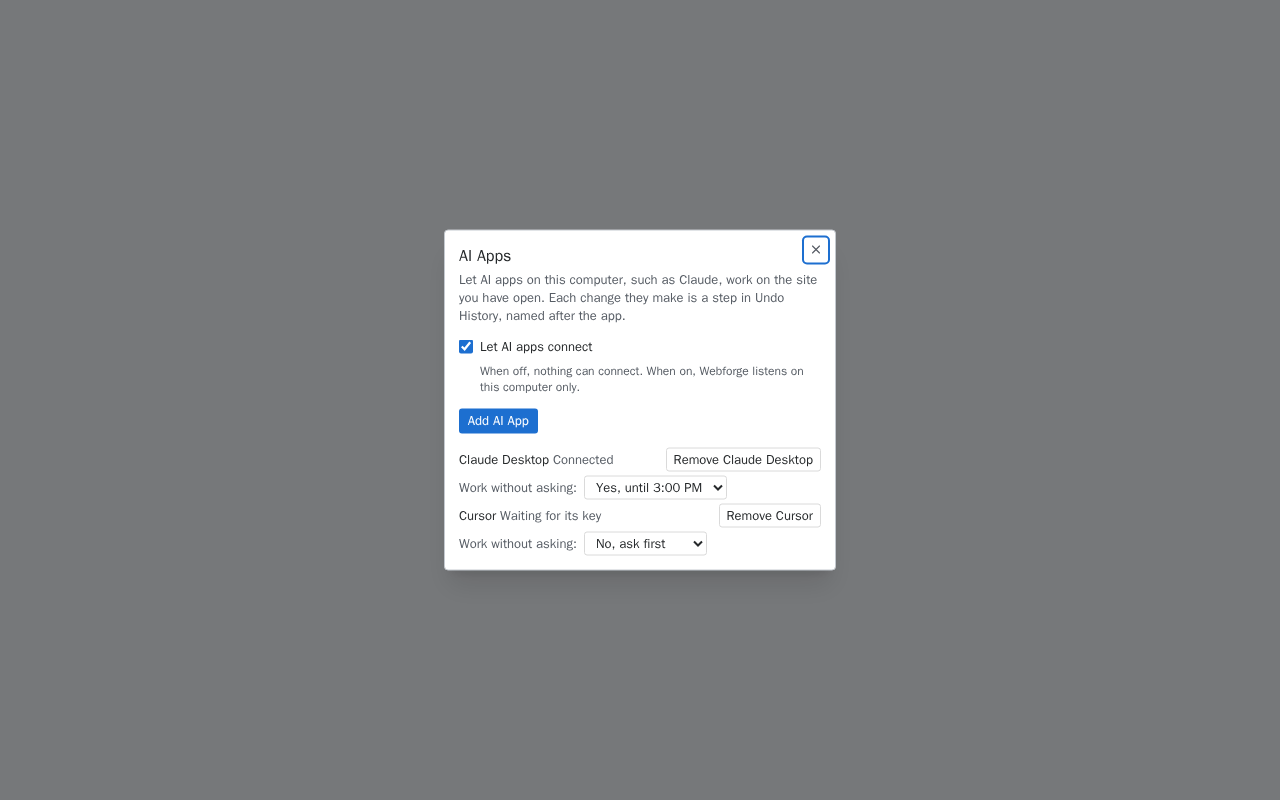 AI Apps
Let AI apps on this computer, such as Claude, work on the site
you have open. Each change they make is a step in Undo
History, named after the app.
Let AI apps connect
When off, nothing can connect. When on, Webforge listens on
this computer only.
Add AI App
Claude Desktop Connected Remove Claude Desktop
Work without asking: Yes, until 3:00 PM
Cursor Waiting for its key Remove Cursor
Work without asking: No, ask first